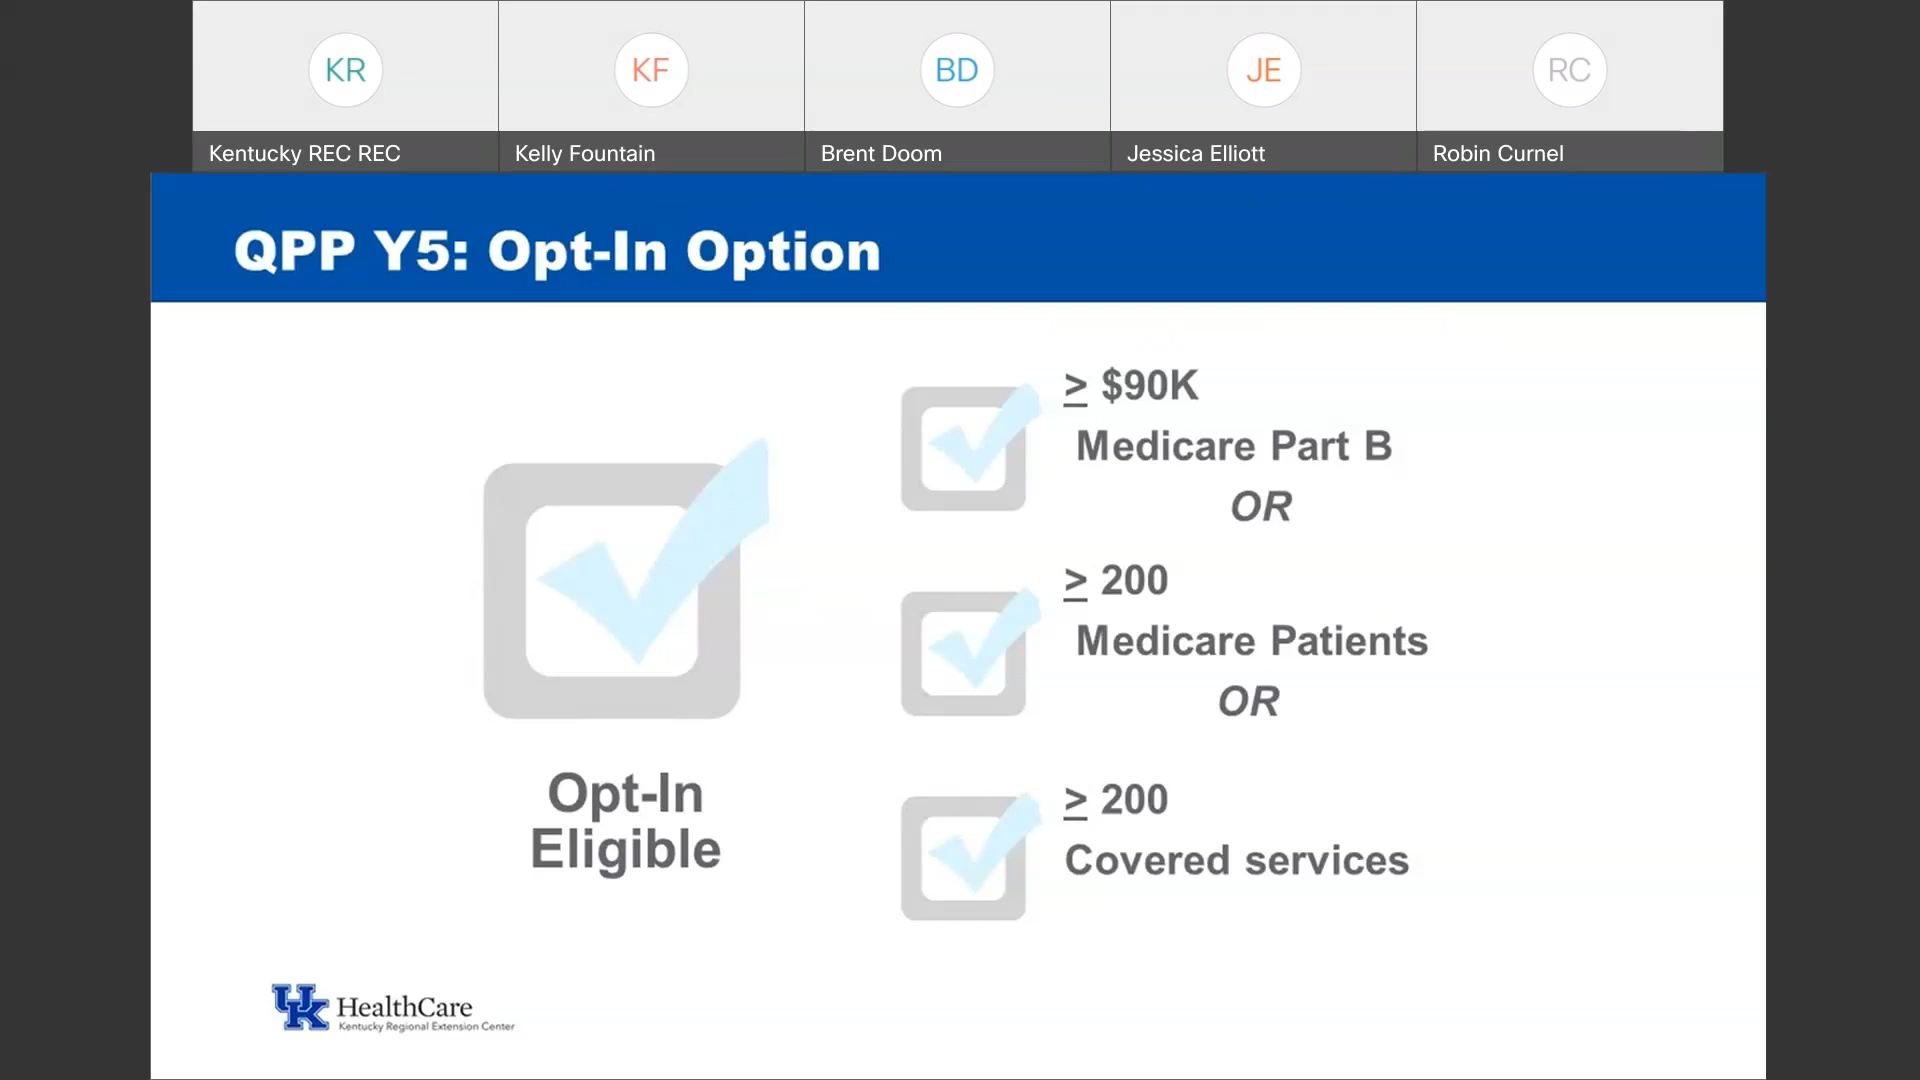 KR
KF
BD
JE
RC
Kentucky REC REC
Kelly Fountain
Brent Doom
Jessica Elliott
Robin Curnel
QPP Y5: Opt-In Option
≥ $90K
Medicare Part B
OR
≥ 200
Medicare Patients
OR
≥ 200
Covered services
Opt-In
Eligible
UK HealthCare
Kentucky Regional Extension Center